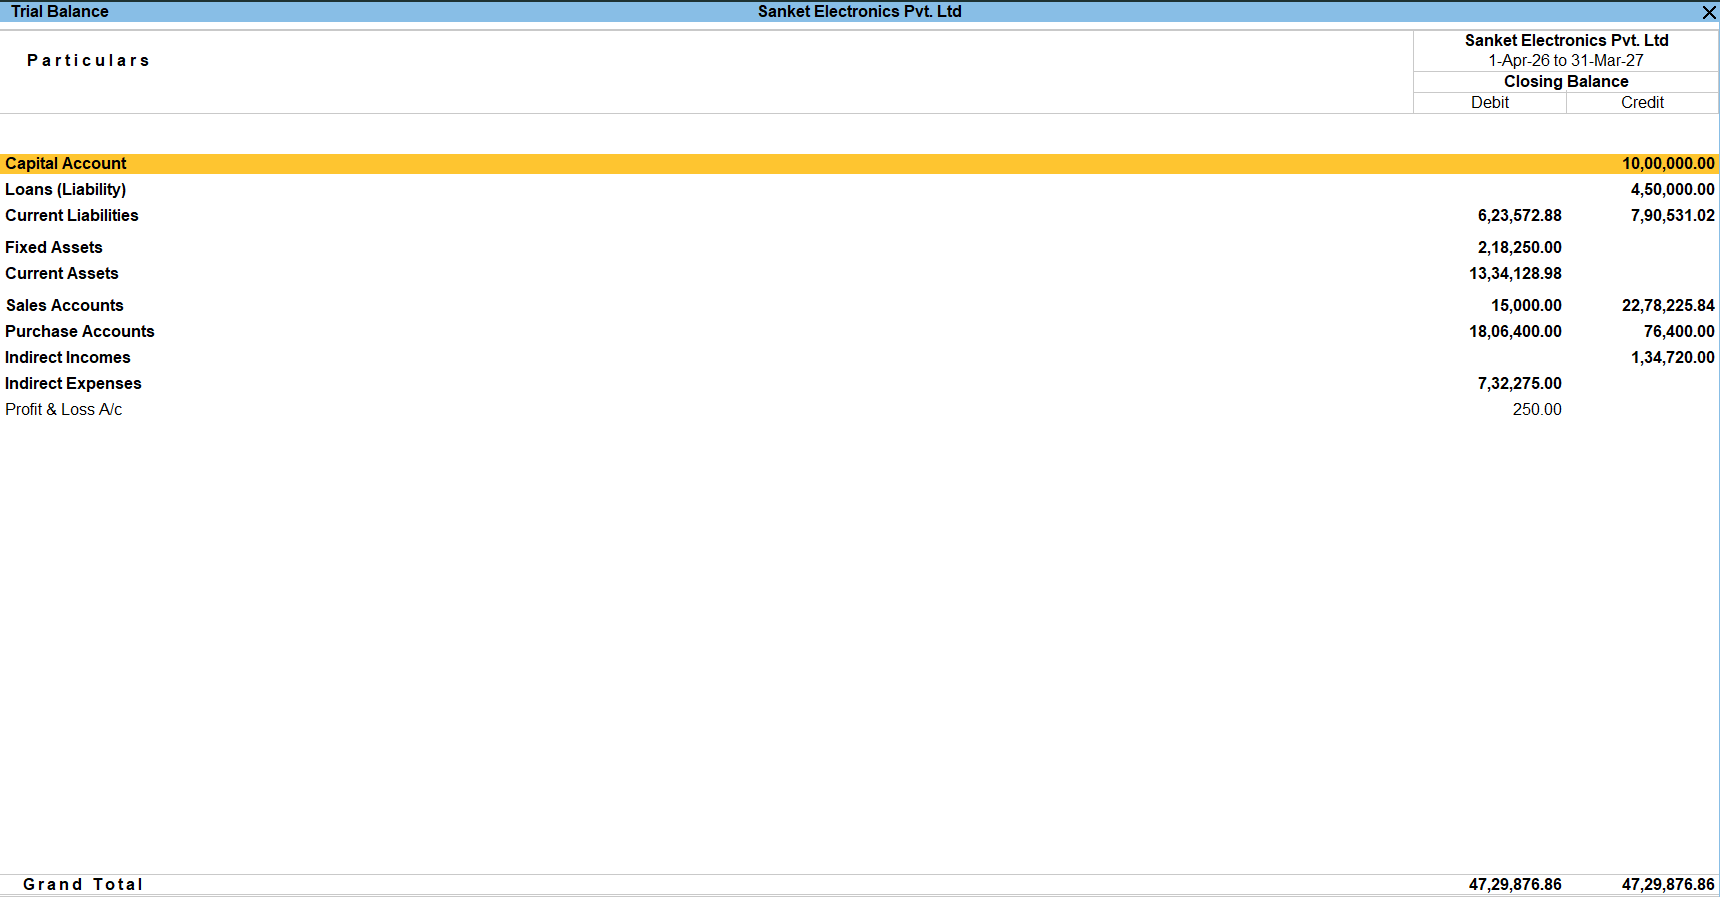 Trial Balance Sanket Electronics Pvt. Ltd
Particulars
Sanket Electronics Pvt. Ltd
1-Apr-26 to 31-Mar-27
Closing Balance
Debit Credit
Capital Account 10,00,000.00
Loans (Liability) 4,50,000.00
Current Liabilities 6,23,572.88 7,90,531.02
Fixed Assets 2,18,250.00
Current Assets 13,34,128.98
Sales Accounts 15,000.00 22,78,225.84
Purchase Accounts 18,06,400.00 76,400.00
Indirect Incomes 1,34,720.00
Indirect Expenses 7,32,275.00
Profit & Loss A/c 250.00
Grand Total 47,29,876.86 47,29,876.86